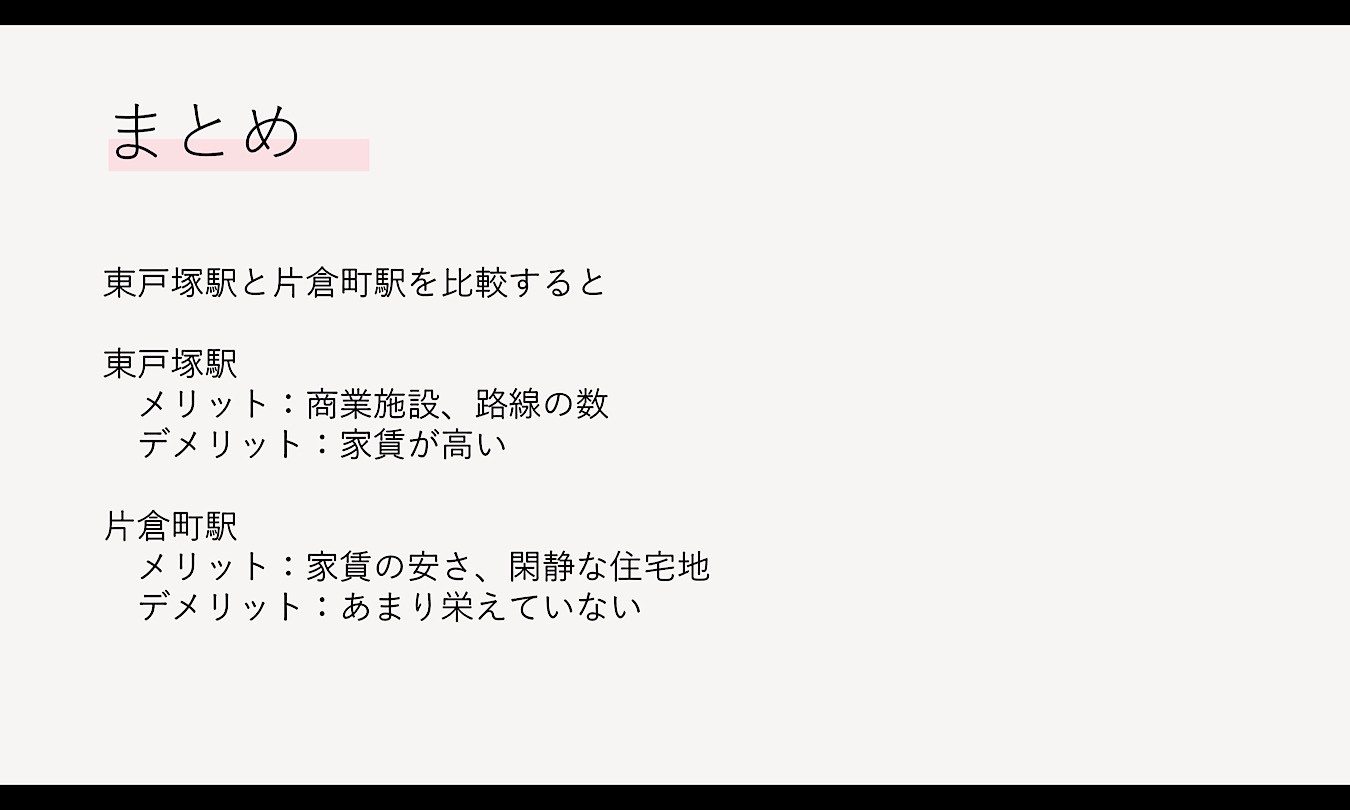 まとめ
東戸塚駅と片倉町駅を比較すると
東戸塚駅
メリット：商業施設、路線の数
デメリット：家賃が高い
片倉町駅
メリット：家賃の安さ、閑静な住宅地
デメリット：あまり栄えていない